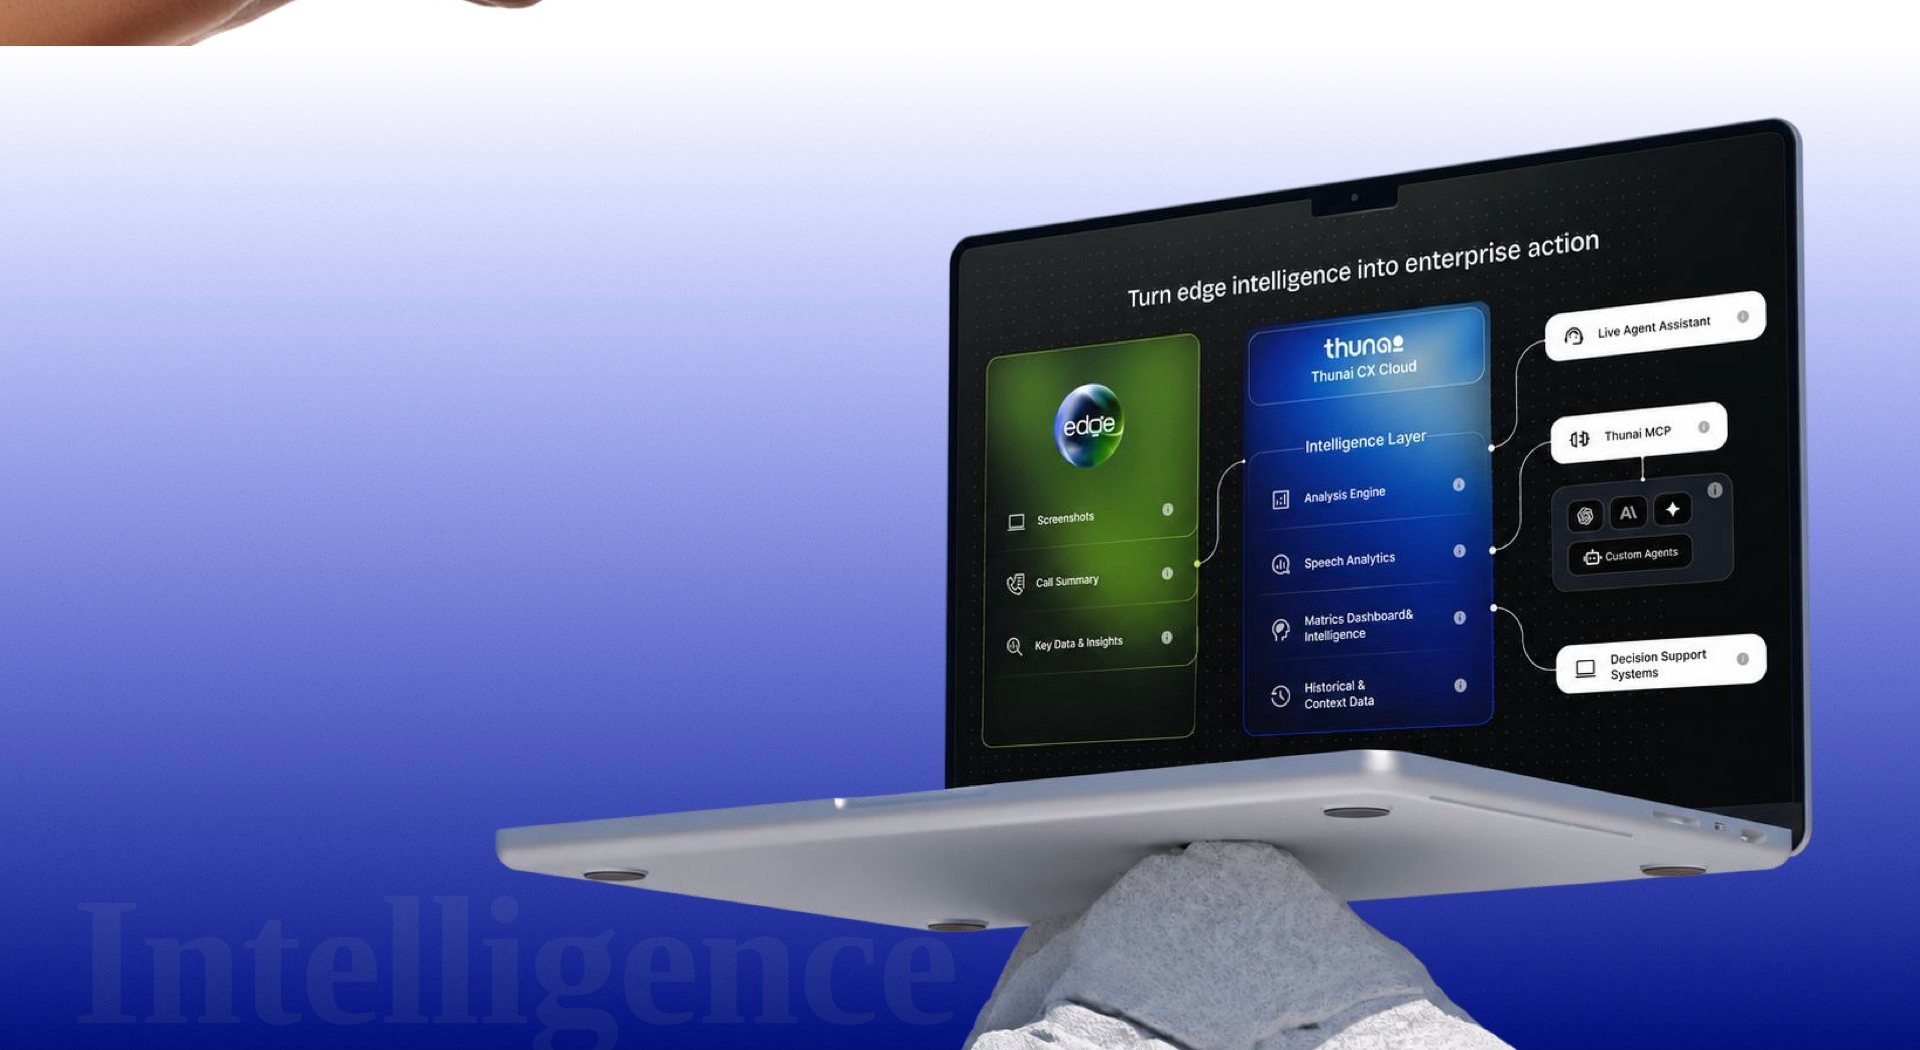 Turn edge intelligence into enterprise action
edge
Screenshots
Call Summary
Key Data & Insights
thunai
Thunai CX Cloud
Intelligence Layer
Analysis Engine
Speech Analytics
Matrics Dashboard&
Intelligence
Historical &
Context Data
Live Agent Assistant
Thunai MCP
AI
Custom Agents
Decision Support
Systems
Intelligence